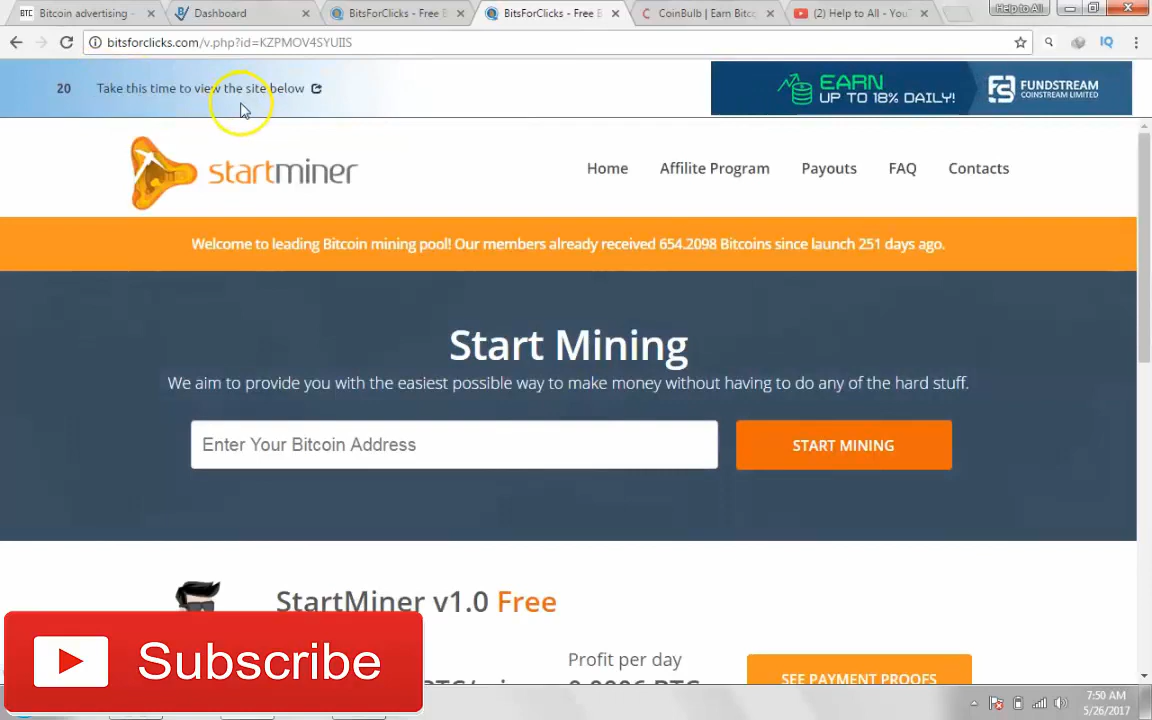 Bitcoin advertising -
Dashboard
BitsForClicks - Free B
BitsForClicks - Free B
CoinBulb | Earn Bitco
(2) Help to All - YouT
Help to All
bitsforclicks.com/v.php?id=KZPMOV4SYUIIS
20 Take this time to view the site below
EARN
UP TO 18% DAILY!
FUNDSTREAM
COINSTREAM LIMITED
startminer
Home Affilite Program Payouts FAQ Contacts
Welcome to leading Bitcoin mining pool! Our members already received 654.2098 Bitcoins since launch 251 days ago.
Start Mining
We aim to provide you with the easiest possible way to make money without having to do any of the hard stuff.
Enter Your Bitcoin Address
START MINING
StartMiner v1.0 Free
Profit per day
0.0006 BTC
SEE PAYMENT PROOFS
Subscribe
7:50 AM
5/26/2017